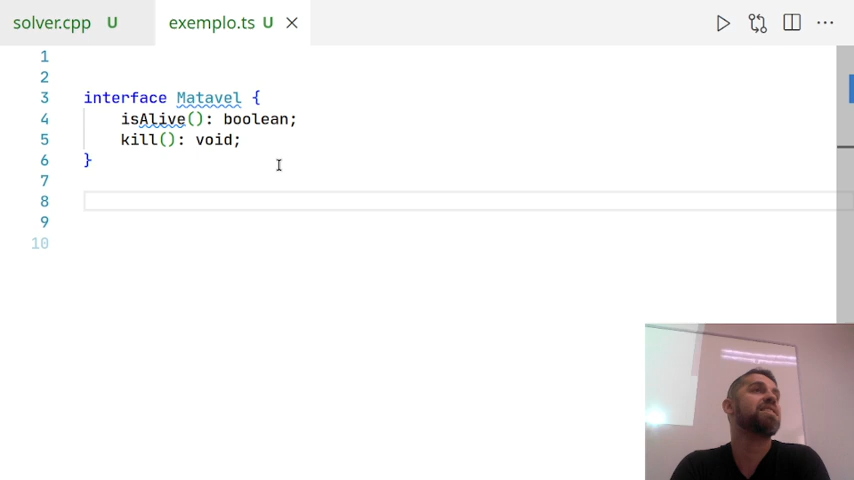 solver.cpp U exemplo.ts U
1
2
3 interface Matavel {
4 isAlive(): boolean;
5 kill(): void;
6 }
7
8
9
10